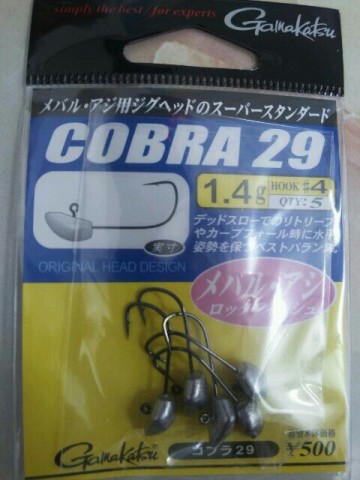 simply the best / for experts
Gamakatsu
メバル・アジ用ジグヘッドのスーパースタンダード
COBRA 29
1.4g
HOOK #4
QTY: 5
デッドスローでのリトリーブ
やカーブフォール時に水平
姿勢を保つベストバランス。
実寸
ORIGINAL HEAD DESIGN
メバル・アジ
Gamakatsu
コブラ29
¥500